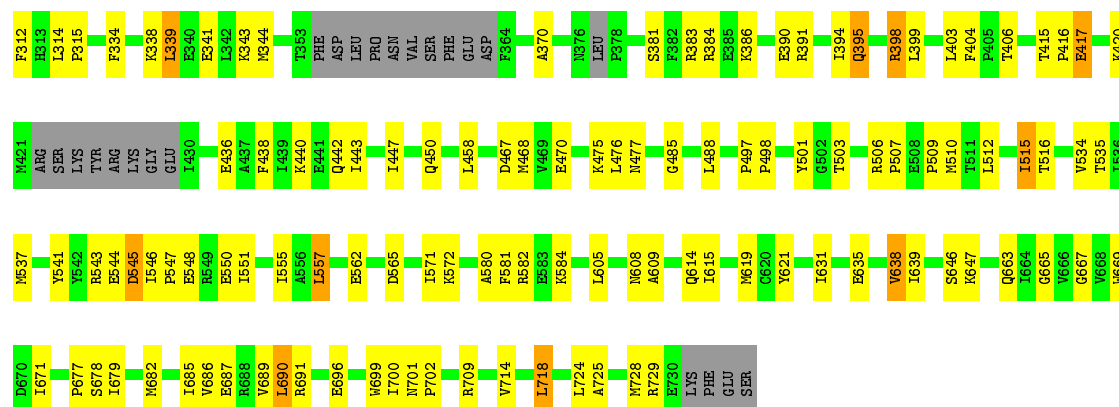 F312 H313 L314 P315 F334 K338 L339 E340 E341 L342 K343 M344 T353 PHE ASP LEU PRO ASN VAL SER PHE GLU ASP F364 A370 N376 LEU P378 S381 F382 R383 R384 E385 K386 E390 R391 I394 Q395 R398 L399 L403 F404 P405 T406 T415 P416 E417 K420
M421 ARG SER LYS TYR ARG LYS GLY GLU I430 E436 A437 F438 I439 K440 E441 Q442 I443 I447 Q450 L458 D467 M468 V469 E470 K475 L476 N477 G485 L488 P497 P498 Y501 G502 T503 R506 P507 E508 P509 M510 T511 L512 I515 T516 V534 T535 I536
M537 Y541 Y542 R543 E544 D545 I546 P547 E548 R549 E550 I551 I555 A556 L557 E562 D565 I571 K572 A580 F581 R582 E583 K584 L605 N608 A609 Q614 I615 M619 C620 Y621 I631 E635 V638 I639 S646 K647 Q663 I664 G665 V666 G667 V668 W669
D670 I671 P677 S678 I679 M682 I685 V686 E687 R688 V689 L690 R691 E696 W699 I700 N701 P702 R709 V714 L718 L724 A725 M728 R729 E730 LYS PHE GLU SER